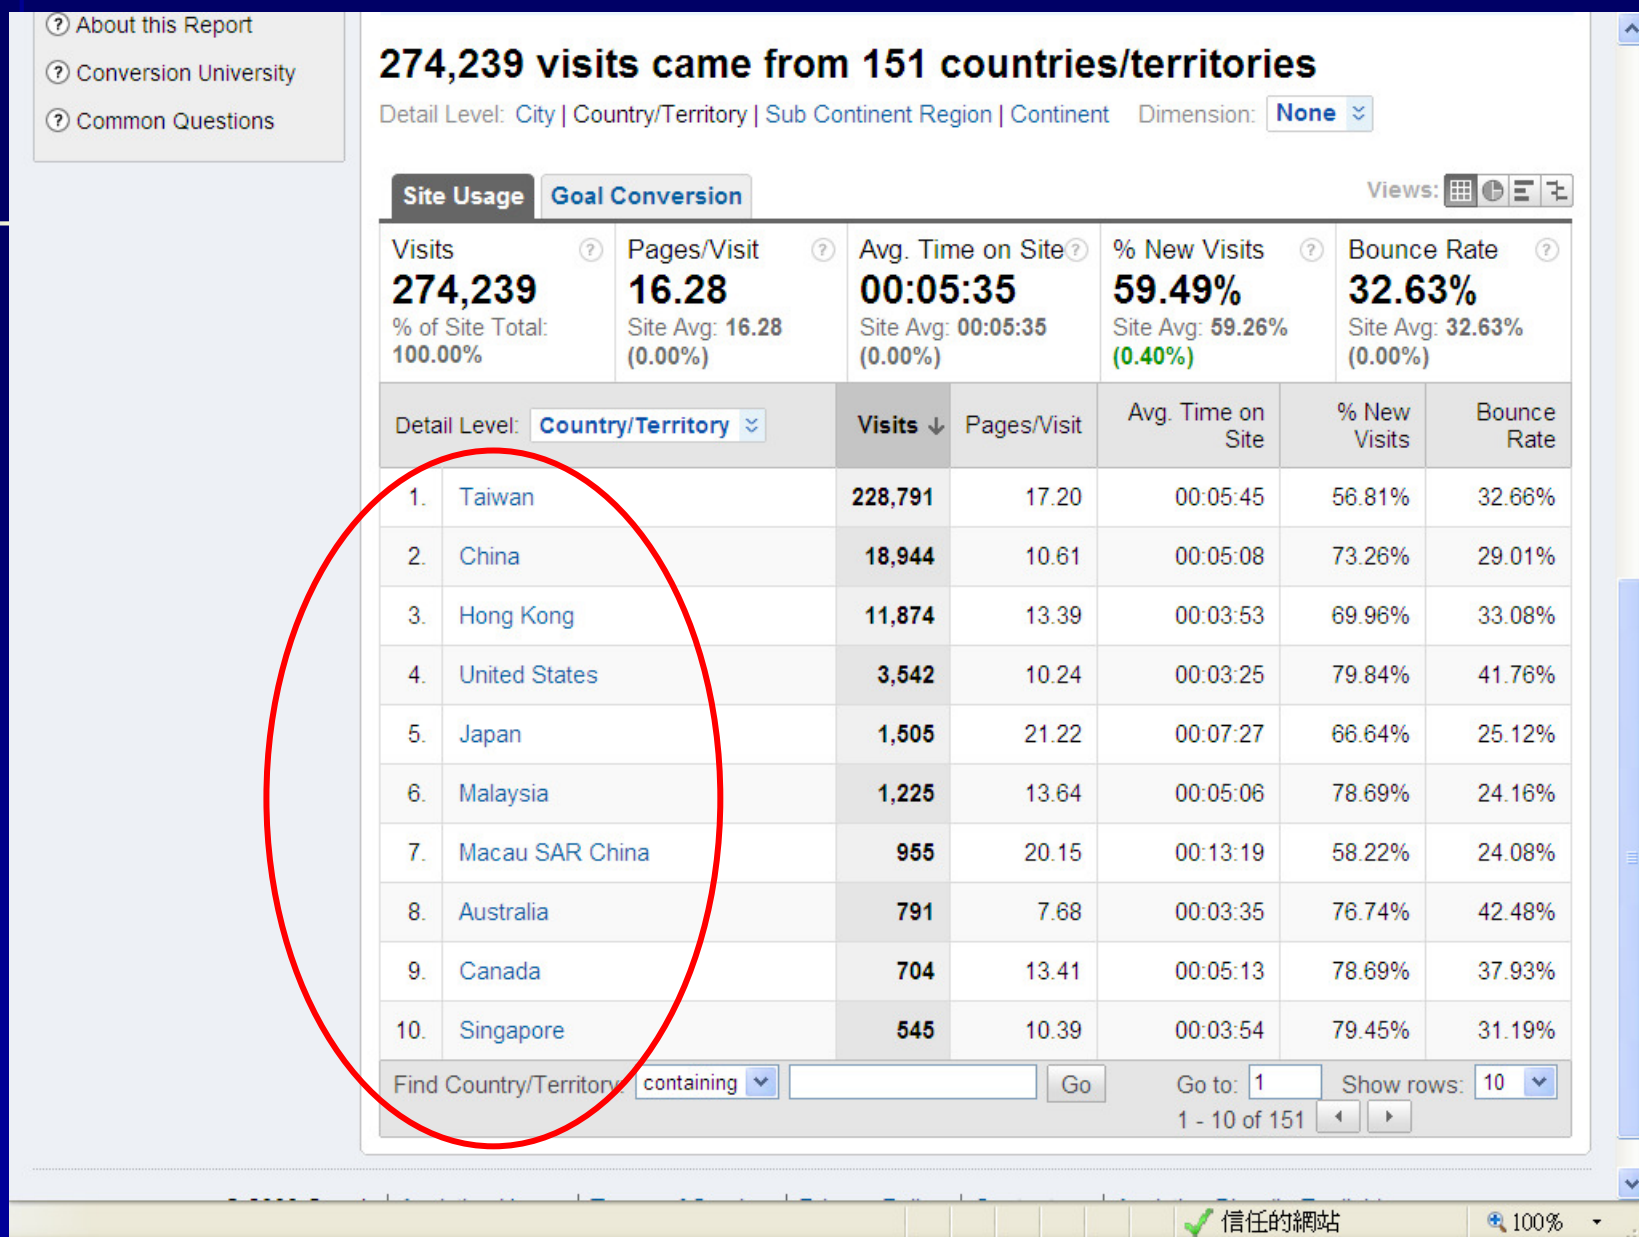 About this Report
Conversion University
Common Questions
274,239 visits came from 151 countries/territories
Detail Level: City | Country/Territory | Sub Continent Region | Continent Dimension: None
Site Usage Goal Conversion Views:
Visits Pages/Visit Avg. Time on Site % New Visits Bounce Rate
274,239 16.28 00:05:35 59.49% 32.63%
% of Site Total: Site Avg: 16.28 Site Avg: 00:05:35 Site Avg: 59.26% Site Avg: 32.63%
100.00% (0.00%) (0.00%) (0.40%) (0.00%)
Detail Level: Country/Territory Visits ↓ Pages/Visit Avg. Time on Site % New Visits Bounce Rate
1. Taiwan 228,791 17.20 00:05:45 56.81% 32.66%
2. China 18,944 10.61 00:05:08 73.26% 29.01%
3. Hong Kong 11,874 13.39 00:03:53 69.96% 33.08%
4. United States 3,542 10.24 00:03:25 79.84% 41.76%
5. Japan 1,505 21.22 00:07:27 66.64% 25.12%
6. Malaysia 1,225 13.64 00:05:06 78.69% 24.16%
7. Macau SAR China 955 20.15 00:13:19 58.22% 24.08%
8. Australia 791 7.68 00:03:35 76.74% 42.48%
9. Canada 704 13.41 00:05:13 78.69% 37.93%
10. Singapore 545 10.39 00:03:54 79.45% 31.19%
Find Country/Territory: containing Go Go to: 1 Show rows: 10
1 - 10 of 151
信任的網站 100%